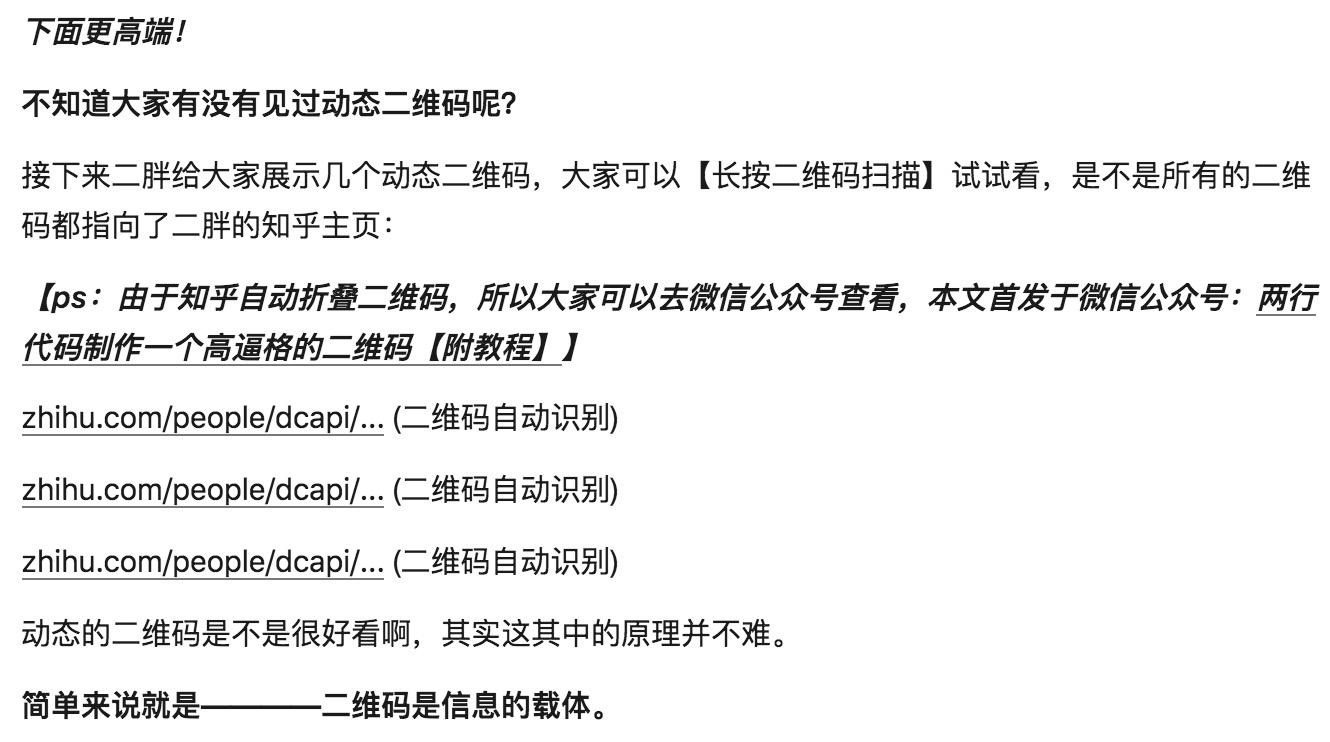 下面更高端！
不知道大家有没有见过动态二维码呢？
接下来二胖给大家展示几个动态二维码，大家可以【长按二维码扫描】试试看，是不是所有的二维
码都指向了二胖的知乎主页：
【ps：由于知乎自动折叠二维码，所以大家可以去微信公众号查看，本文首发于微信公众号：两行
代码制作一个高逼格的二维码【附教程】】
zhihu.com/people/dcapi/... (二维码自动识别)
zhihu.com/people/dcapi/... (二维码自动识别)
zhihu.com/people/dcapi/... (二维码自动识别)
动态的二维码是不是很好看啊，其实这其中的原理并不难。
简单来说就是————二维码是信息的载体。